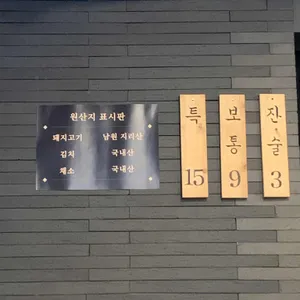 원산지 표시판
돼지고기 남원 지리산
김치 국내산
채소 국내산
특 15
보통 9
잔술 3